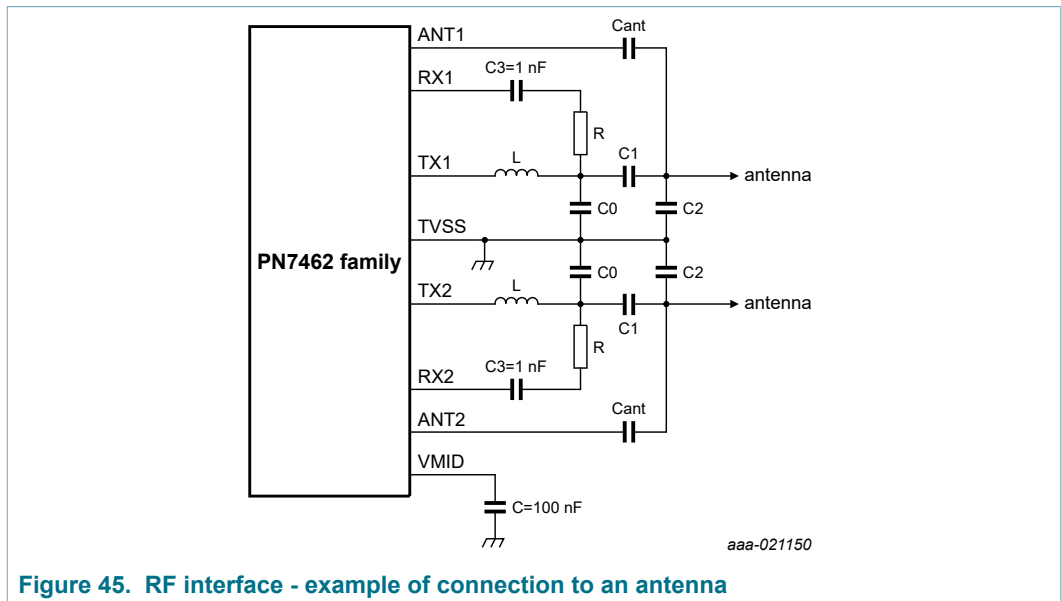 ANT1
Cant
C3=1 nF
RX1
R
L
C1
TX1
antenna
C0
C2
TVSS
PN7462 family
C0
C2
L
TX2
antenna
C1
R
C3=1 nF
RX2
Cant
ANT2
VMID
C=100 nF
aaa-021150
Figure 45. RF interface - example of connection to an antenna